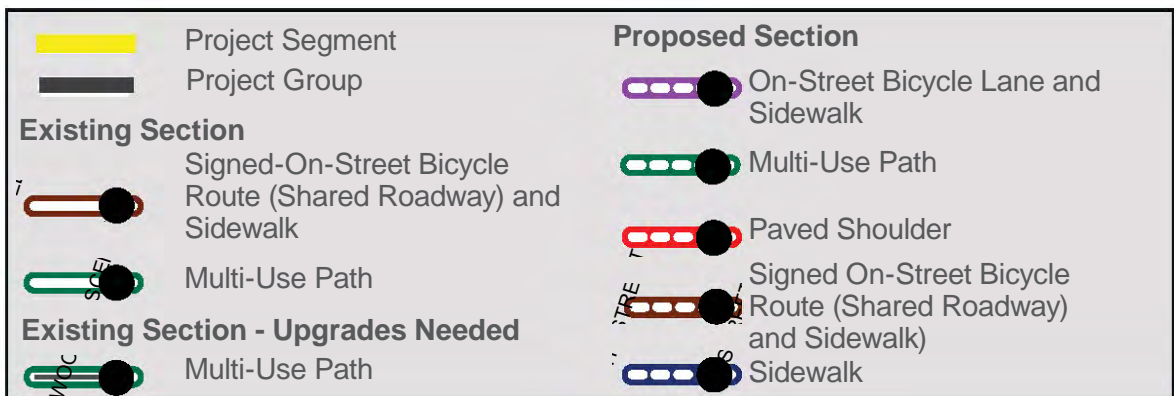 Project Segment
Project Group
Existing Section
Signed-On-Street Bicycle
Route (Shared Roadway) and
Sidewalk
Multi-Use Path
Existing Section - Upgrades Needed
Multi-Use Path
Proposed Section
On-Street Bicycle Lane and
Sidewalk
Multi-Use Path
Paved Shoulder
Signed On-Street Bicycle
Route (Shared Roadway)
and Sidewalk)
Sidewalk